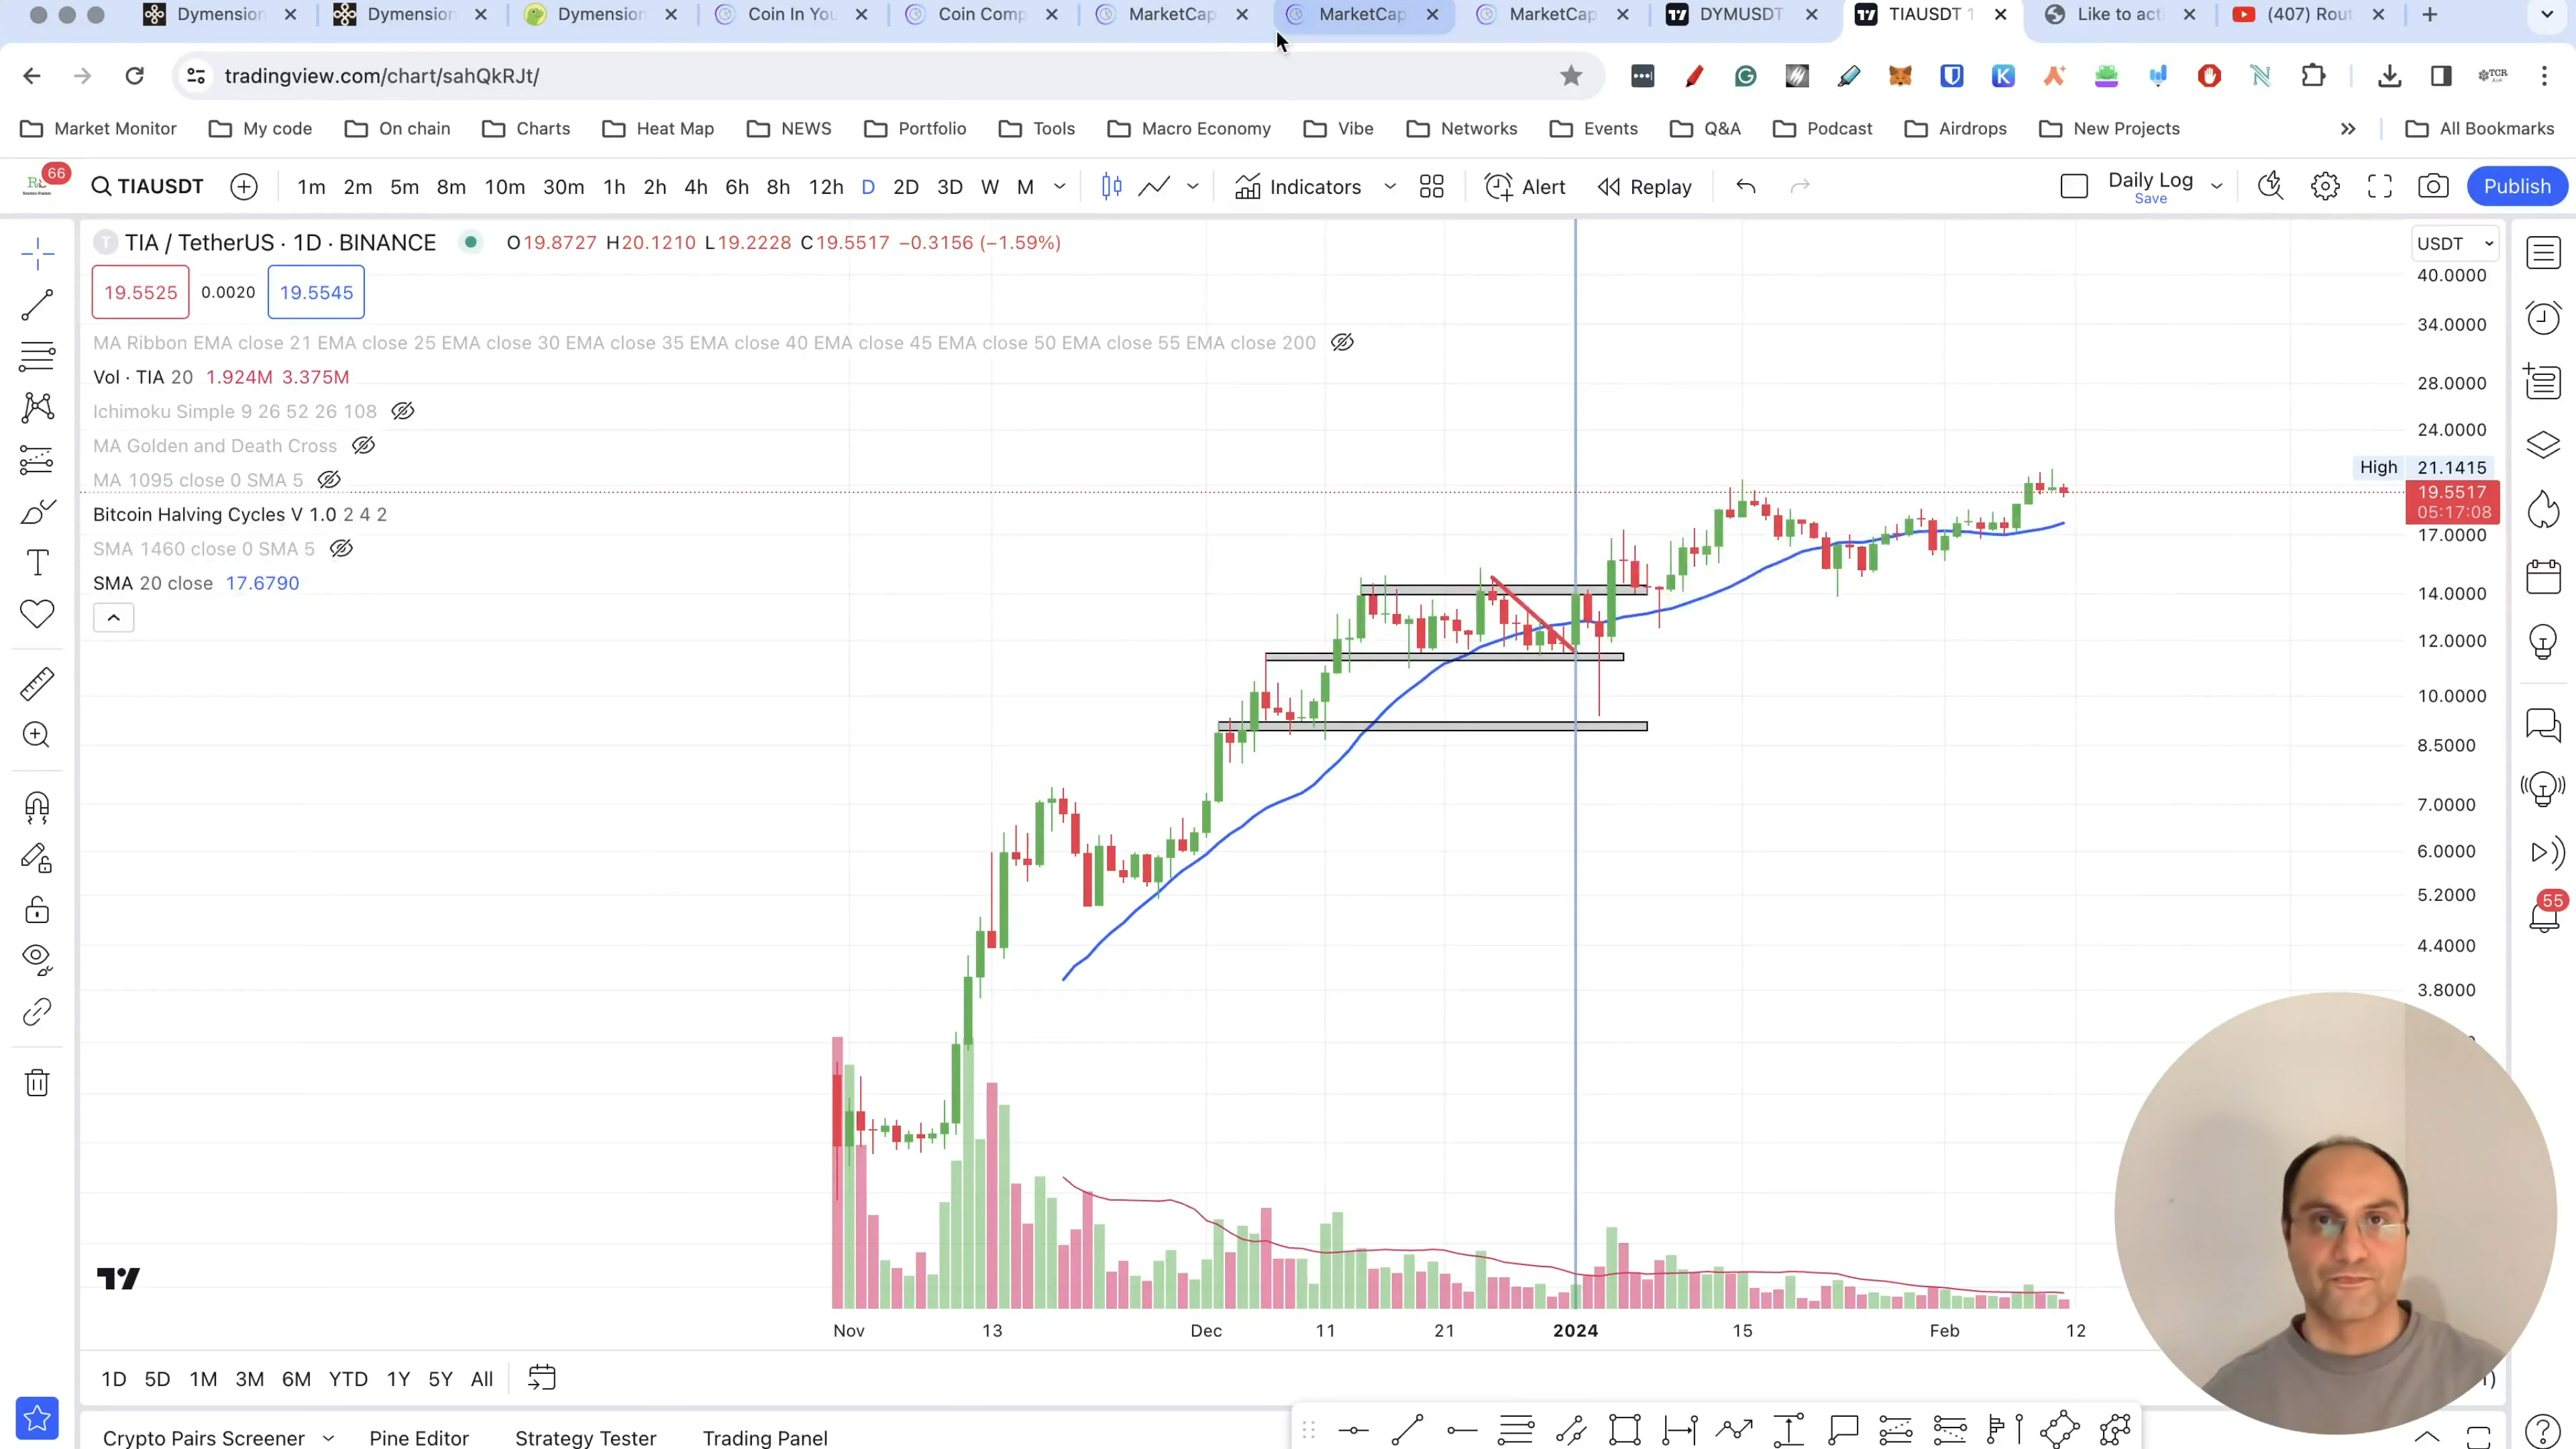 Dymension Dymension Dymension Coin In You Coin Comp MarketCap MarketCap MarketCap DYMUSDT TIAUSDT 1 Like to acti (407) Rout
tradingview.com/chart/sahQkRJt/
Market Monitor My code On chain Charts Heat Map NEWS Portfolio Tools Macro Economy Vibe Networks Events Q&A Podcast Airdrops New Projects All Bookmarks
66 TIAUSDT 1m 2m 5m 8m 10m 30m 1h 2h 4h 6h 8h 12h D 2D 3D W M Indicators Alert Replay Daily Log Save Publish
TIA / TetherUS · 1D · BINANCE O19.8727 H20.1210 L19.2228 C19.5517 −0.3156 (−1.59%) USDT
19.5525 0.0020 19.5545
MA Ribbon EMA close 21 EMA close 25 EMA close 30 EMA close 35 EMA close 40 EMA close 45 EMA close 50 EMA close 55 EMA close 200
Vol · TIA 20 1.924M 3.375M
Ichimoku Simple 9 26 52 26 108
MA Golden and Death Cross
MA 1095 close 0 SMA 5
Bitcoin Halving Cycles V 1.0 2 4 2
SMA 1460 close 0 SMA 5
SMA 20 close 17.6790
40.0000
34.0000
28.0000
24.0000
High 21.1415
19.5517
05:17:08
17.0000
14.0000
12.0000
10.0000
8.5000
7.0000
6.0000
5.2000
4.4000
3.8000
55
Nov 13 Dec 11 21 2024 15 Feb 12
1D 5D 1M 3M 6M YTD 1Y 5Y All
Crypto Pairs Screener Pine Editor Strategy Tester Trading Panel